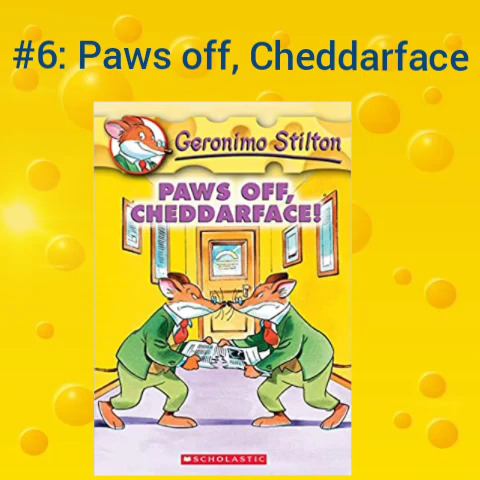 #6: Paws off, Cheddarface
Geronimo Stilton
PAWS OFF,
CHEDDARFACE!
SCHOLASTIC